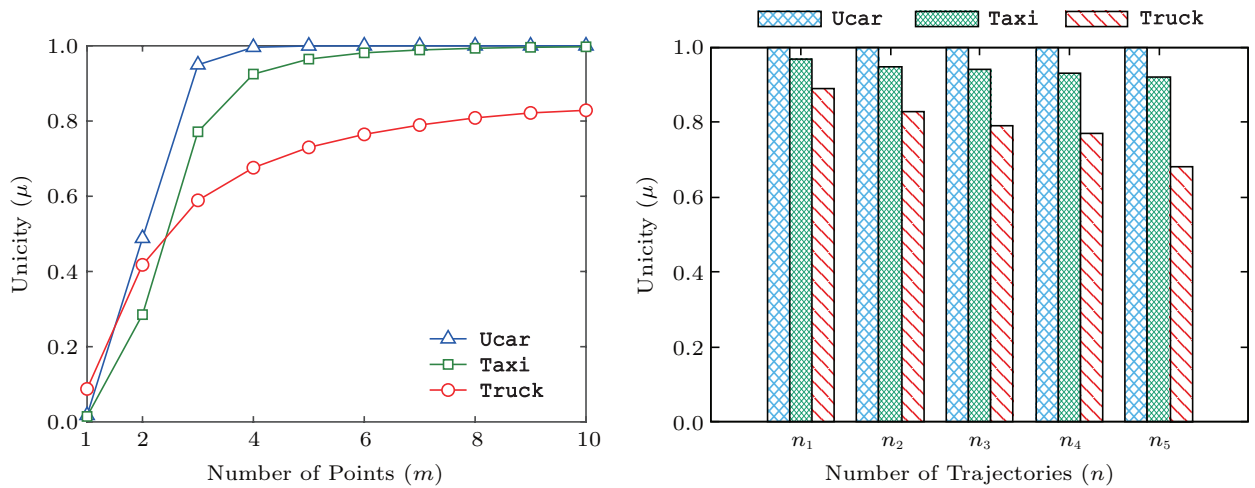 1.0
0.8
0.6
0.4
0.2
0.0
Unicity (μ)
Ucar
Taxi
Truck
1 2 4 6 8 10
Number of Points (m)
Ucar Taxi Truck
1.0
0.8
0.6
0.4
0.2
0.0
Unicity (μ)
n₁ n₂ n₃ n₄ n₅
Number of Trajectories (n)